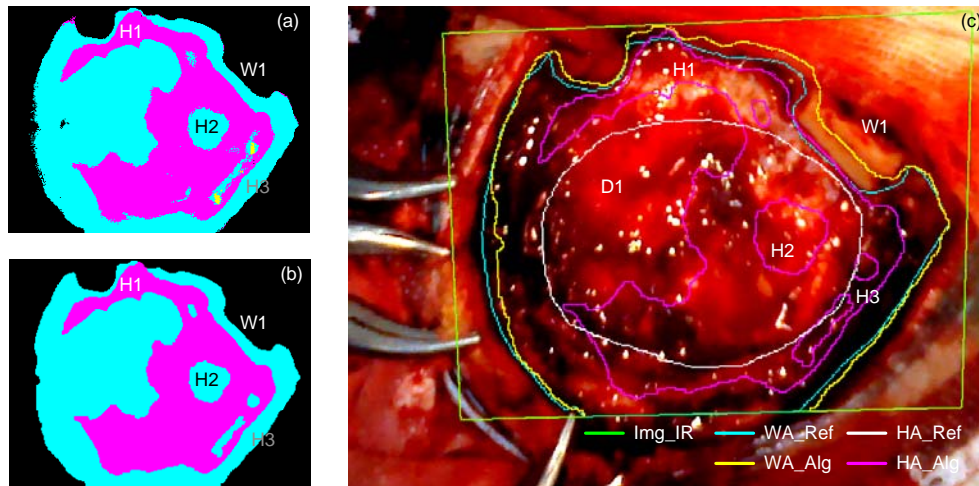 (a)
H1
W1
H2
H3
(b)
H1
W1
H2
H3
(c)
H1
W1
D1
H2
H3
Img_IR WA_Ref HA_Ref
WA_Alg HA_Alg